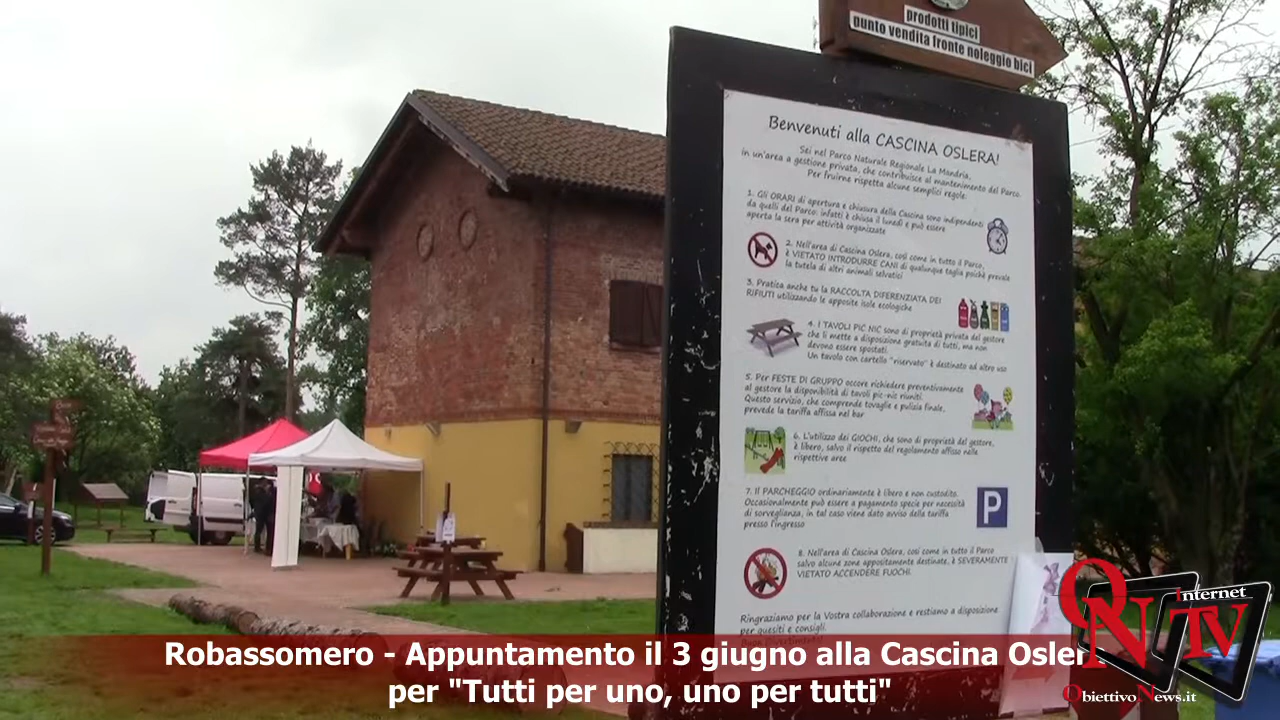 prodotti tipici
punto vendita fronte noleggio bici
Benvenuti alla CASCINA OSLERA!
Sei nel Parco Naturale Regionale La Mandria,
in un'area a gestione privata, che contribuisce al mantenimento del Parco.
Per fruirne rispetta alcune semplici regole:
1. Gli ORARI di apertura e chiusura della Cascina sono indipendenti
da quelli del Parco: infatti è chiusa il lunedì e può essere
aperta la sera per attività organizzate
2. Nell'area di Cascina Oslera, così come in tutto il Parco,
è VIETATO INTRODURRE CANI di qualunque taglia poichè prevale
la tutela di altri animali selvatici
3. Pratica anche tu la RACCOLTA DIFERENZIATA DEI
RIFIUTI utilizzando le apposite isole ecologiche
4. I TAVOLI PIC NIC sono di proprietà privata del gestore
che li mette a disposizione gratuita di tutti, ma non
devono essere spostati.
Un tavolo con cartello "riservato" è destinato ad altro uso
5. Per FESTE DI GRUPPO occore richiedere preventivamente
al gestore la disponibilità di tavoli pic-nic riuniti.
Questo servizio, che comprende tovaglie e pulizia finale,
prevede la tariffa affissa nel bar
6. L'utilizzo dei GIOCHI, che sono di proprietà del gestore,
è libero, salvo il rispetto del regolamento affisso nelle
rispettive aree
7. Il PARCHEGGIO ordinariamente è libero e non custodito.
Occasionalmente può essere a pagamento specie per necessità
di sorveglianza, in tal caso viene dato avviso della tariffa
presso l'ingresso
P
8. Nell'area di Cascina Oslera, così come in tutto il Parco
salvo alcune zone appositamente destinate, è SEVERAMENTE
VIETATO ACCENDERE FUOCHI.
Ringraziamo per la Vostra collaborazione e restiamo a disposizione
per quesiti e consigli.
Buon Divertimento!
Robassomero - Appuntamento il 3 giugno alla Cascina Osler
per "Tutti per uno, uno per tutti"
ON Internet TV
ObiettivoNews.it